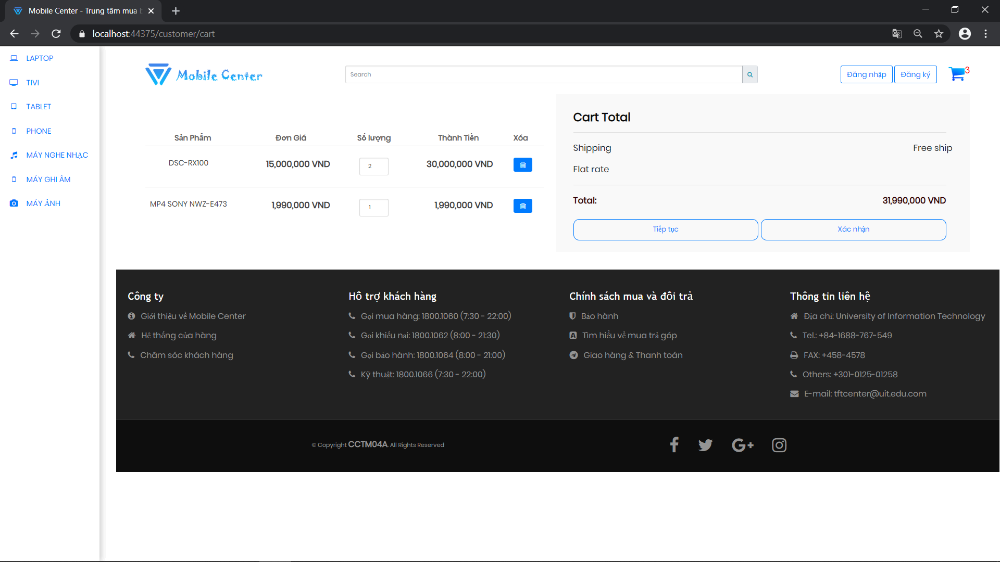 Mobile Center - Trung tâm mua
localhost:44375/customer/cart
LAPTOP
TIVI
TABLET
PHONE
MÁY NGHE NHẠC
MÁY GHI ÂM
MÁY ẢNH
Mobile Center
Search
Đăng nhập
Đăng ký
3
Sản Phẩm Đơn Giá Số lượng Thành Tiền Xóa
DSC-RX100 15,000,000 VND 2 30,000,000 VND
MP4 SONY NWZ-E473 1,990,000 VND 1 1,990,000 VND
Cart Total
Shipping Free ship
Flat rate
Total: 31,990,000 VND
Tiếp tục
Xác nhận
Công ty
Giới thiệu về Mobile Center
Hệ thống cửa hàng
Chăm sóc khách hàng
Hỗ trợ khách hàng
Gọi mua hàng: 1800.1060 (7:30 - 22:00)
Gọi khiếu nại: 1800.1062 (8:00 - 21:30)
Gọi bảo hành: 1800.1064 (8:00 - 21:00)
Kỹ thuật: 1800.1066 (7:30 - 22:00)
Chính sách mua và đổi trả
Bảo hành
Tìm hiểu về mua trả góp
Giao hàng & Thanh toán
Thông tin liên hệ
Địa chỉ: University of Information Technology
Tel.: +84-1688-767-549
FAX: +458-4578
Others: +301-0125-01258
E-mail: tftcenter@uit.edu.com
© Copyright CCTM04A. All Rights Reserved